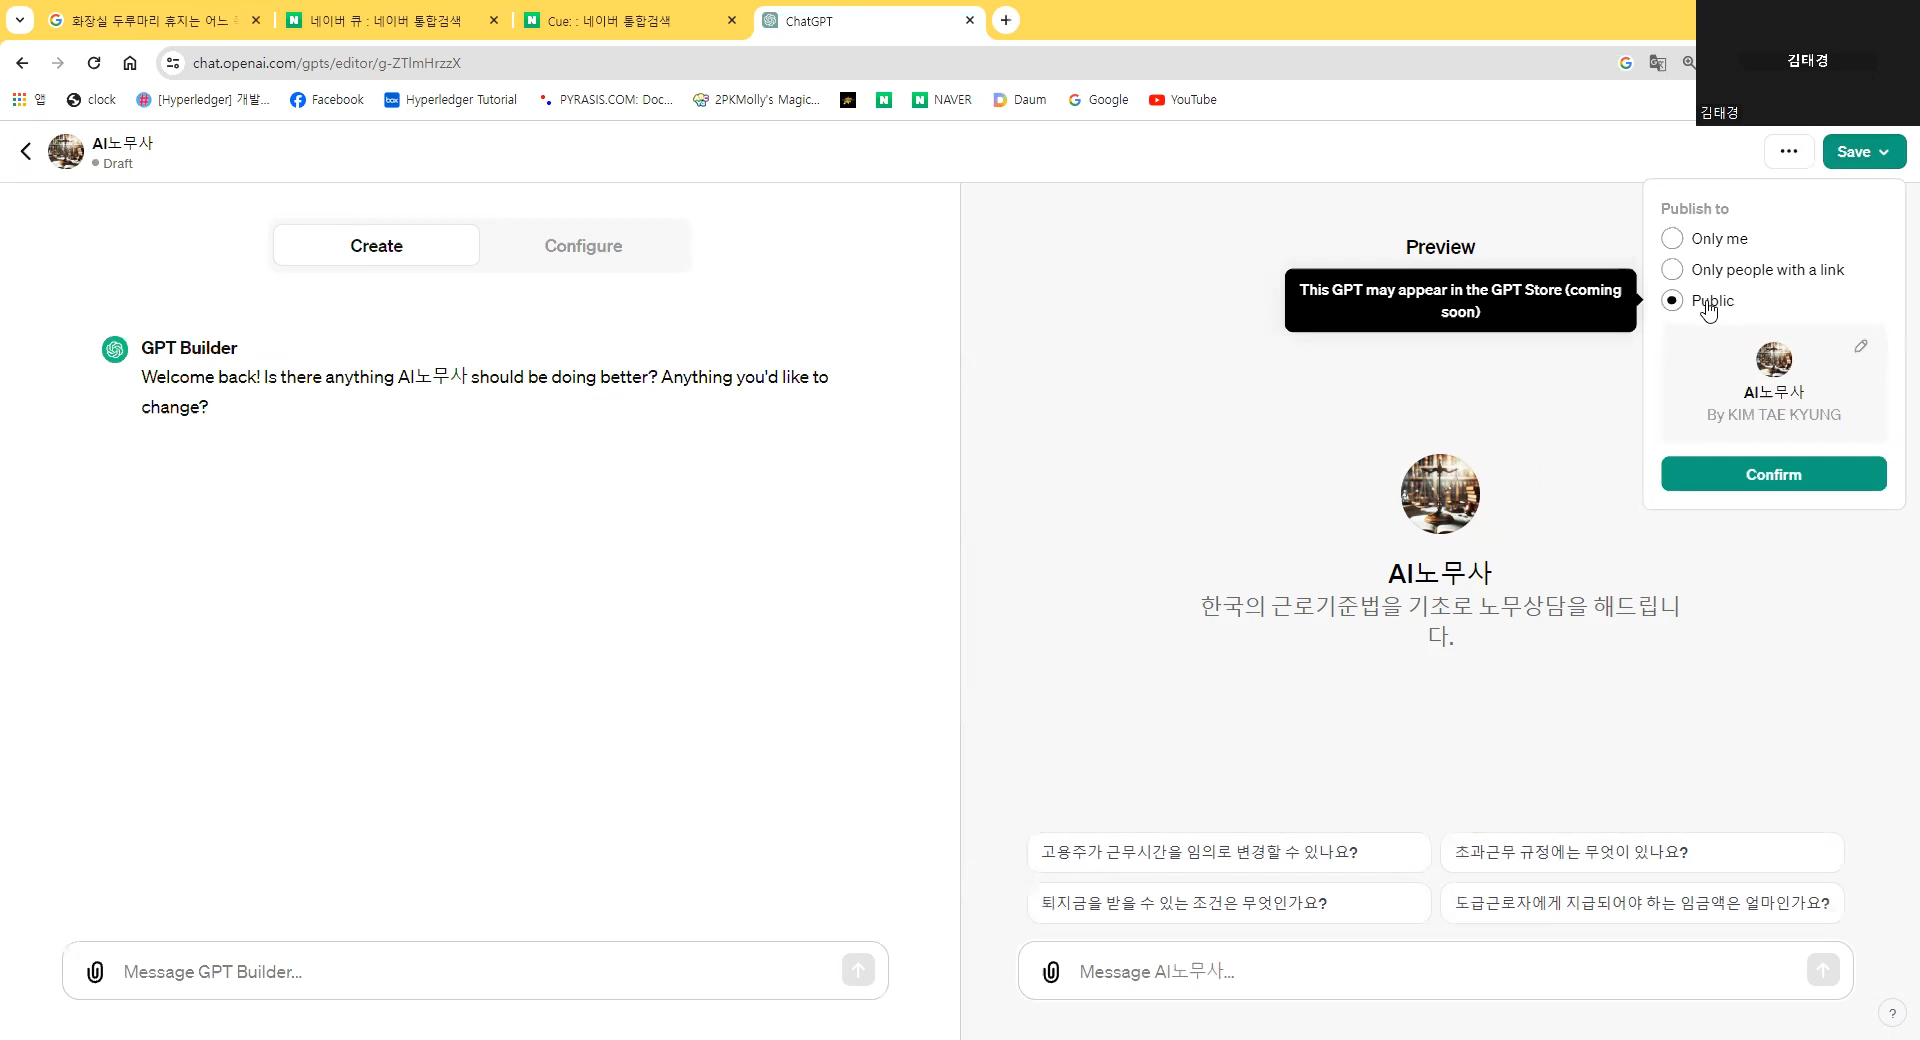 화장실 두루마리 휴지는 어느
네이버 큐 : 네이버 통합검색
Cue: : 네이버 통합검색
ChatGPT
chat.openai.com/gpts/editor/g-ZTlmHrzzX
앱
clock
[Hyperledger] 개발...
Facebook
box
Hyperledger Tutorial
PYRASIS.COM: Doc...
2PKMolly's Magic...
NAVER
Daum
Google
YouTube
김태경
김태경
AI노무사
Draft
Save
Create
Configure
GPT Builder
Welcome back! Is there anything AI노무사 should be doing better? Anything you'd like to
change?
Message GPT Builder...
Preview
This GPT may appear in the GPT Store (coming
soon)
Publish to
Only me
Only people with a link
Public
AI노무사
By KIM TAE KYUNG
Confirm
AI노무사
한국의 근로기준법을 기초로 노무상담을 해드립니
다.
고용주가 근무시간을 임의로 변경할 수 있나요?
초과근무 규정에는 무엇이 있나요?
퇴지금을 받을 수 있는 조건은 무엇인가요?
도급근로자에게 지급되어야 하는 임금액은 얼마인가요?
Message AI노무사...
?